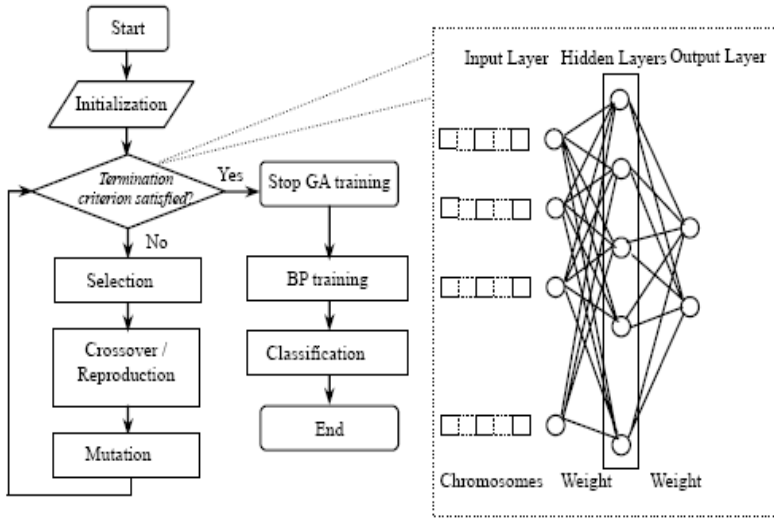 Start
Initialization
Termination
criterion satisfied?
Yes
No
Selection
Crossover /
Reproduction
Mutation
Stop GA training
BP training
Classification
End
Input Layer
Hidden Layers
Output Layer
Chromosomes
Weight
Weight